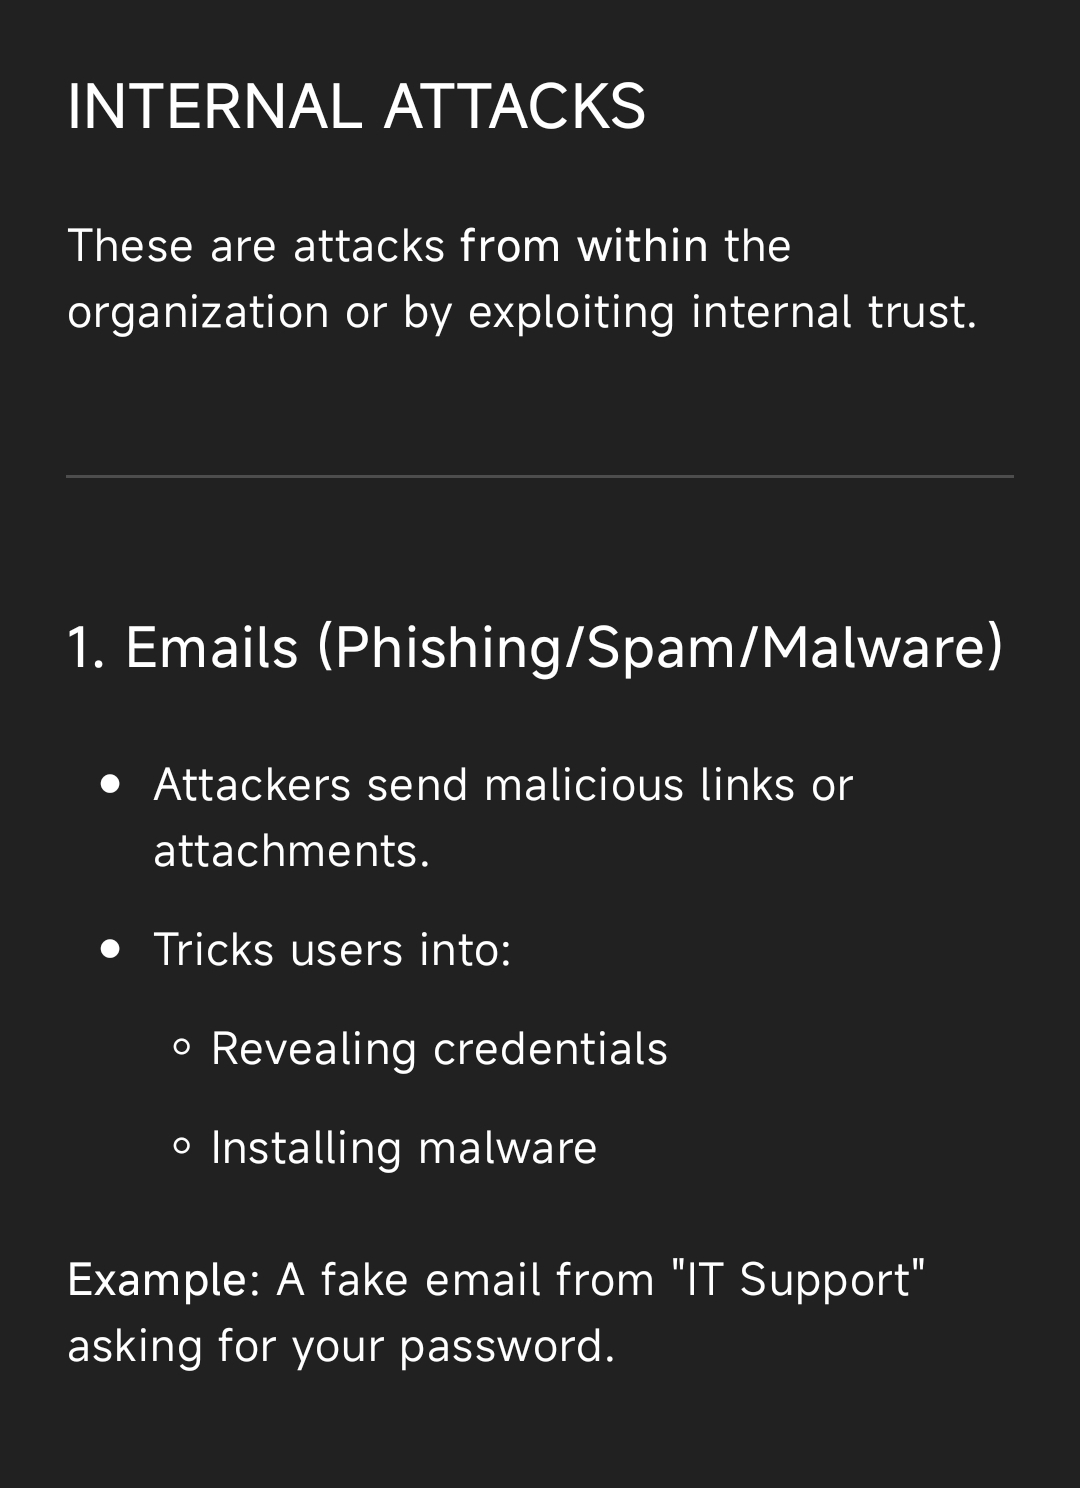 INTERNAL ATTACKS
These are attacks from within the
organization or by exploiting internal trust.
1. Emails (Phishing/Spam/Malware)
● Attackers send malicious links or
attachments.
● Tricks users into:
○ Revealing credentials
○ Installing malware
Example: A fake email from "IT Support"
asking for your password.